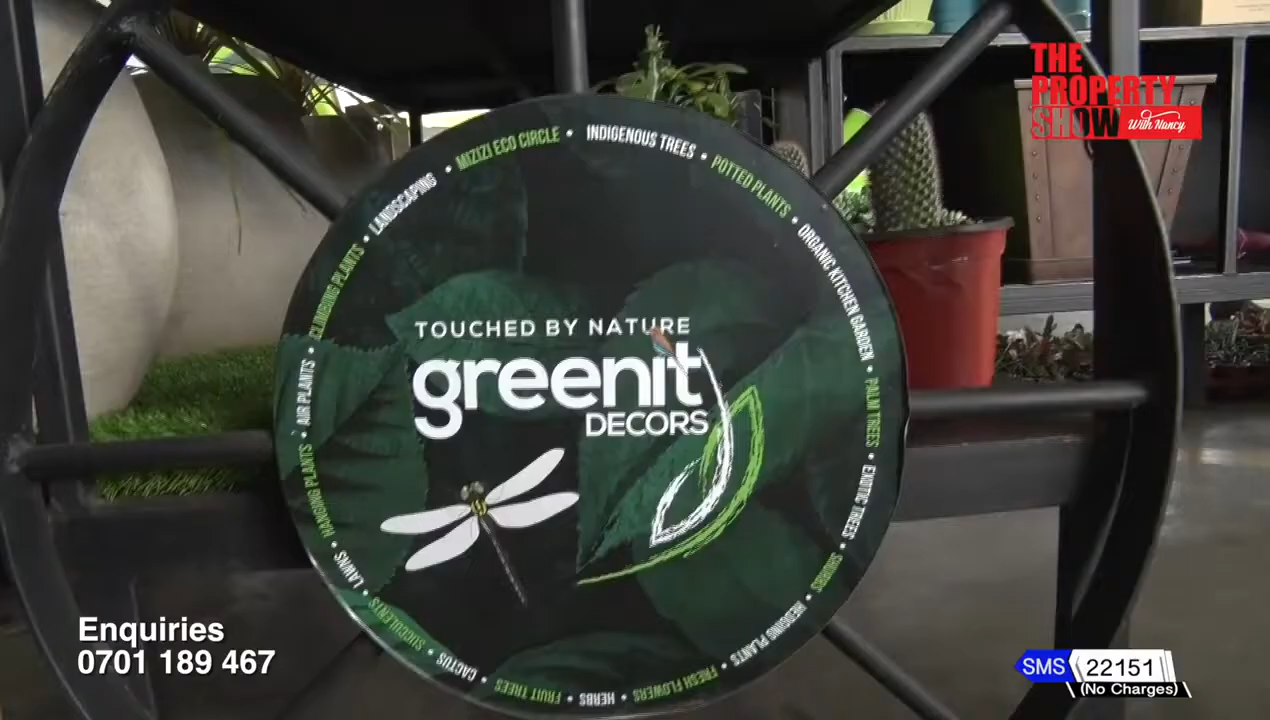 THE
PROPERTY
SHOW
With Nancy
MIZIZI ECO CIRCLE • INDIGENOUS TREES • POTTED PLANTS • ORGANIC KITCHEN GARDEN • PALM TREES • EXOTIC TREES • SHRUBS • HEDGING PLANTS • FRESH FLOWERS • HERBS • FRUIT TREES • CACTUS • SUCCULENTS • LAWNS • HANGING PLANTS • AIR PLANTS • CLIMBING PLANTS • LANDSCAPING •
TOUCHED BY NATURE
greenit
DECORS
Enquiries
0701 189 467
SMS 22151
(No Charges)